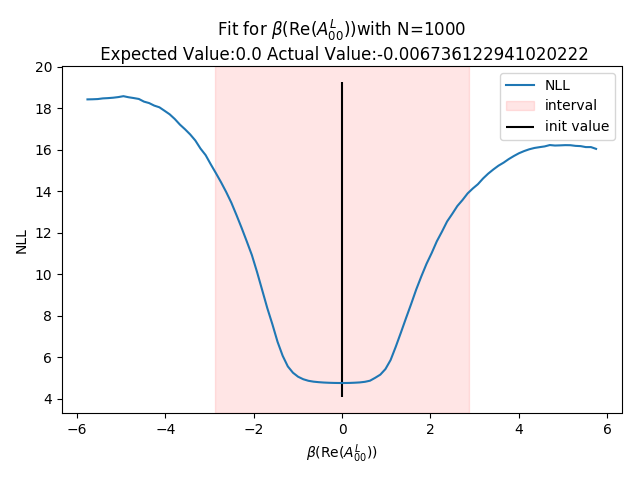 Fit for β(Re(A^L_00))with N=1000
Expected Value:0.0 Actual Value:-0.006736122941020222
20
18
16
14
12
10
8
6
4
NLL
NLL
interval
init value
−6
−4
−2
0
2
4
6
β(Re(A^L_00))